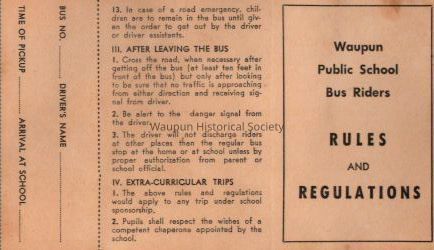 BUS NO. ............ DRIVER'S NAME ............
TIME OF PICKUP ............ ARRIVAL AT SCHOOL ............
13. In case of a road emergency, chil-
dren are to remain in the bus until giv-
en the order to get out by the driver
or driver assistents.
III. AFTER LEAVING THE BUS
1. Cross the road, when necessary after
getting off the bus (at least ten feet in
front of the bus) but only after looking
to be sure that no traffic is approaching
from either direction and receiving sig-
nal from driver.
2. Be alert to the danger signal from
the driver.
3. The driver will not discharge riders
at other places than the regular bus
stop at the home or at school unless by
proper authorization from parent or
school official.
IV. EXTRA-CURRICULAR TRIPS
1. The above rules and regulations
would apply to any trip under school
sponsorship.
2. Pupils shall respect the wishes of a
competent chaperone appointed by the
school.
Waupun Historical Society
Waupun
Public School
Bus Riders
RULES
AND
REGULATIONS